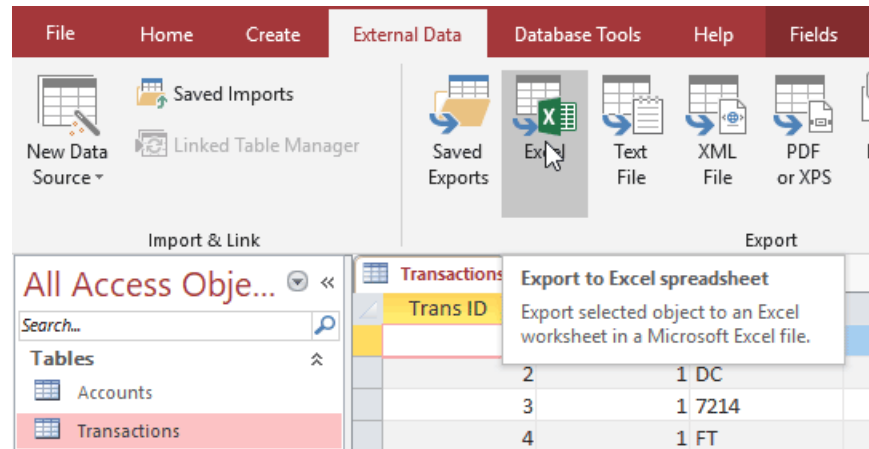 File Home Create External Data Database Tools Help Fields
Saved Imports
Linked Table Manager
New Data
Source
Saved
Exports
Excel
Text
File
XML
File
PDF
or XPS
Import & Link
Export
All Access Obje...
Search...
Tables
Accounts
Transactions
Transactions
Trans ID
Export to Excel spreadsheet
Export selected object to an Excel
worksheet in a Microsoft Excel file.
2 1 DC
3 1 7214
4 1 FT